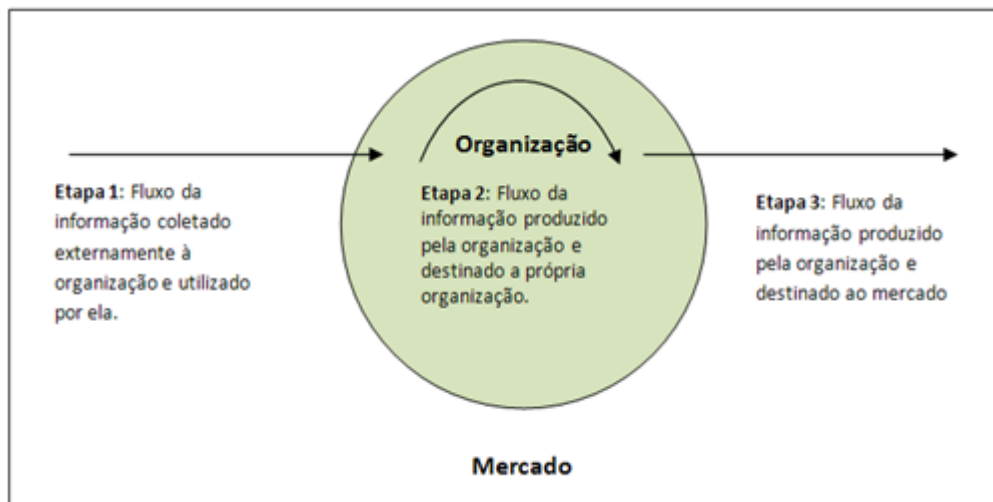 Organização
Etapa 1: Fluxo da
informação coletado
externamente à
organização e utilizado
por ela.
Etapa 2: Fluxo da
informação produzido
pela organização e
destinado a própria
organização.
Etapa 3: Fluxo da
informação produzido
pela organização e
destinado ao mercado
Mercado